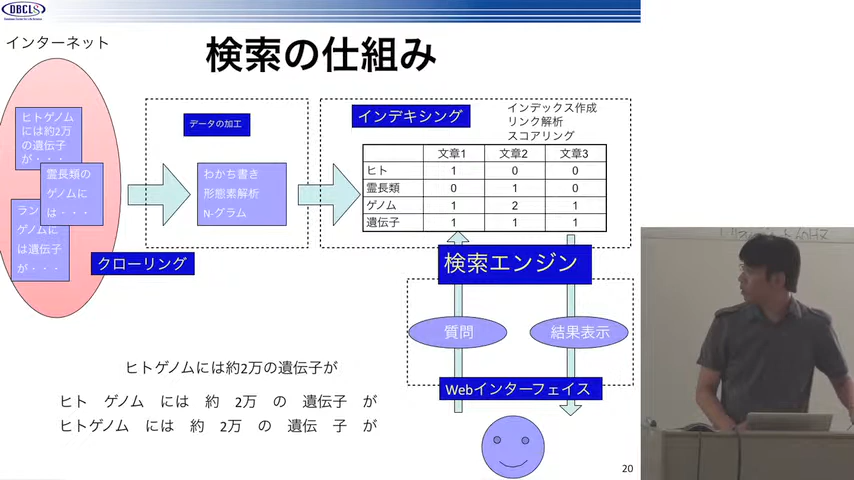 DBCLS
検索の仕組み
インターネット
ヒトゲノム
には約2万
の遺伝子
が・・・
霊長類の
ゲノムに
は・・・
ラン
ゲノムに
は遺伝子
が・・・
クローリング
データの加工
わかち書き
形態素解析
N-グラム
インデキシング
インデックス作成
リンク解析
スコアリング
文章1 文章2 文章3
ヒト 1 0 0
霊長類 0 1 0
ゲノム 1 2 1
遺伝子 1 1 1
検索エンジン
質問
結果表示
Webインターフェイス
ヒトゲノムには約2万の遺伝子が
ヒト ゲノム には 約 2万 の 遺伝子 が
ヒトゲノム には 約 2万 の 遺伝 子 が
20